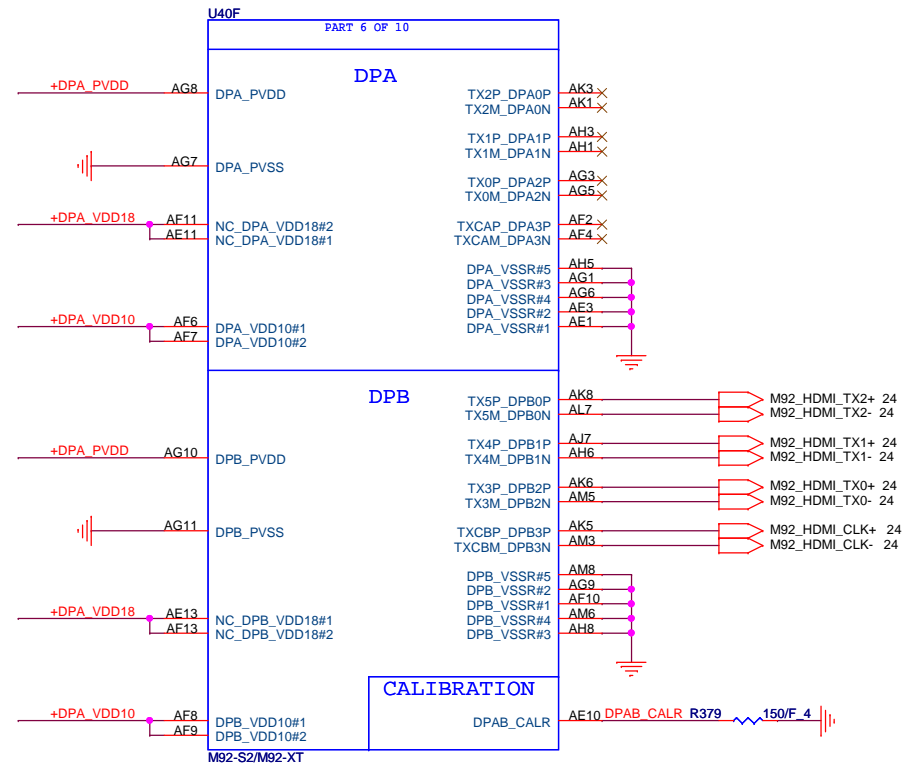 U40F
PART 6 OF 10
DPA
+DPA_PVDD AG8 DPA_PVDD TX2P_DPA0P AK3
TX2M_DPA0N AK1
TX1P_DPA1P AH3
TX1M_DPA1N AH1
AG7 DPA_PVSS
TX0P_DPA2P AG3
TX0M_DPA2N AG5
+DPA_VDD18 AF11 NC_DPA_VDD18#2 TXCAP_DPA3P AF2
AE11 NC_DPA_VDD18#1 TXCAM_DPA3N AF4
DPA_VSSR#5 AH5
DPA_VSSR#3 AG1
DPA_VSSR#4 AG6
DPA_VSSR#2 AE3
+DPA_VDD10 AF6 DPA_VDD10#1 DPA_VSSR#1 AE1
AF7 DPA_VDD10#2
DPB
TX5P_DPB0P AK8 M92_HDMI_TX2+ 24
TX5M_DPB0N AL7 M92_HDMI_TX2- 24
TX4P_DPB1P AJ7 M92_HDMI_TX1+ 24
+DPA_PVDD AG10 DPB_PVDD TX4M_DPB1N AH6 M92_HDMI_TX1- 24
TX3P_DPB2P AK6 M92_HDMI_TX0+ 24
TX3M_DPB2N AM5 M92_HDMI_TX0- 24
AG11 DPB_PVSS TXCBP_DPB3P AK5 M92_HDMI_CLK+ 24
TXCBM_DPB3N AM3 M92_HDMI_CLK- 24
DPB_VSSR#5 AM8
DPB_VSSR#2 AG9
DPB_VSSR#1 AF10
+DPA_VDD18 AE13 NC_DPB_VDD18#1 DPB_VSSR#4 AM6
AF13 NC_DPB_VDD18#2 DPB_VSSR#3 AH8
CALIBRATION
+DPA_VDD10 AF8 DPB_VDD10#1 DPAB_CALR AE10 DPAB_CALR R379 150/F_4
AF9 DPB_VDD10#2
M92-S2/M92-XT